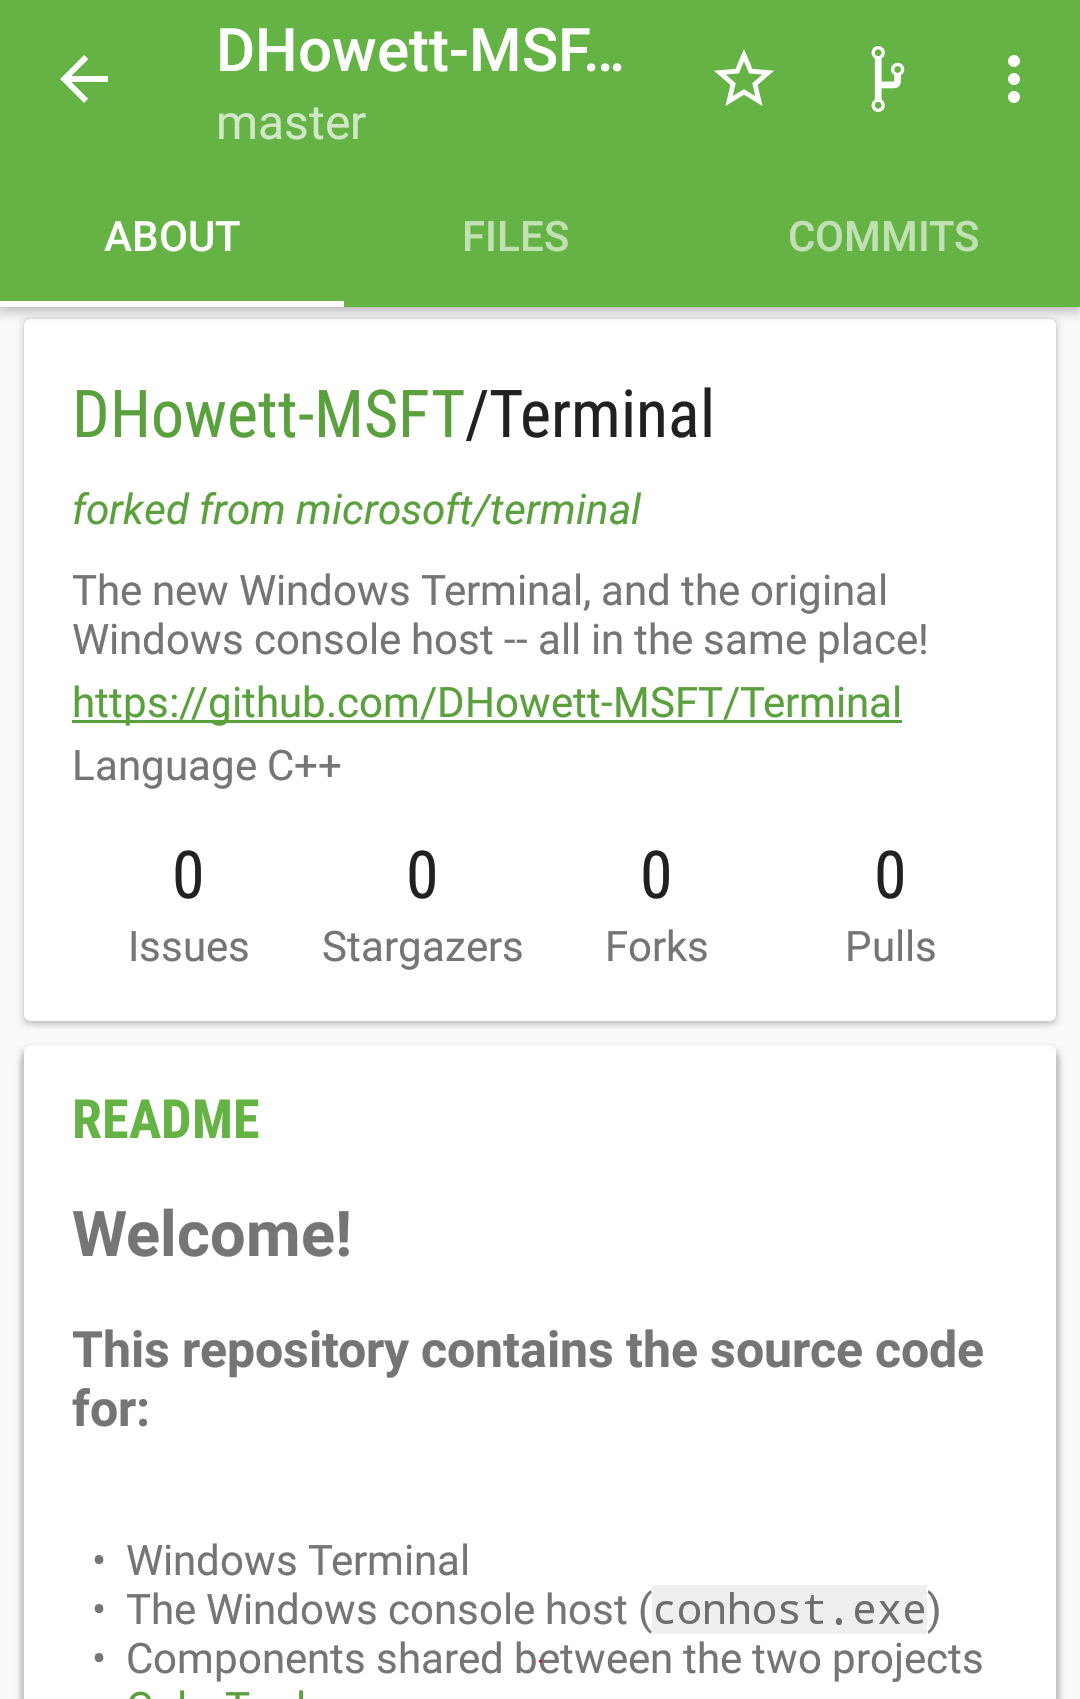 DHowett-MSF...
master
ABOUT FILES COMMITS
DHowett-MSFT/Terminal
forked from microsoft/terminal
The new Windows Terminal, and the original
Windows console host -- all in the same place!
https://github.com/DHowett-MSFT/Terminal
Language C++
0 0 0 0
Issues Stargazers Forks Pulls
README
Welcome!
This repository contains the source code
for:
• Windows Terminal
• The Windows console host (conhost.exe)
• Components shared between the two projects